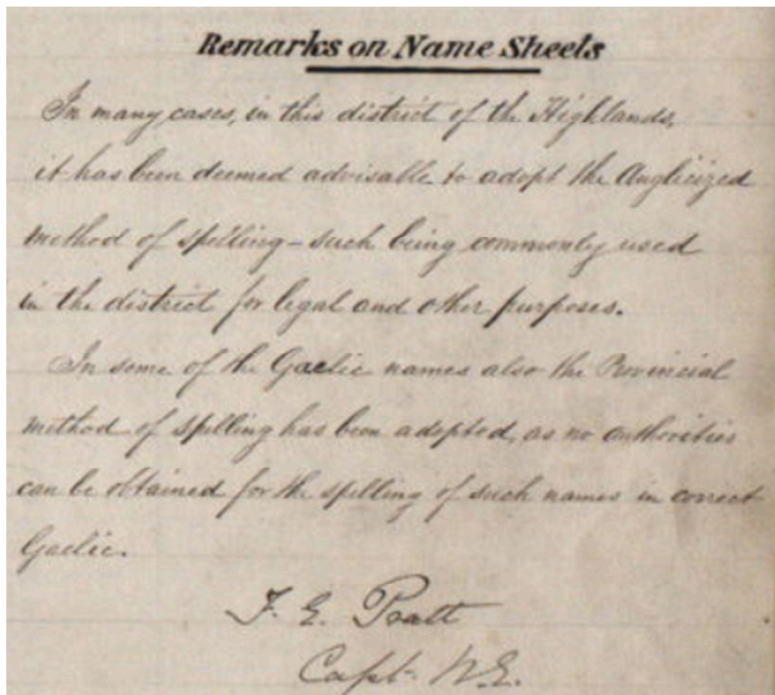 Remarks on Name Sheets
In many cases, in this district of the Highlands,
it has been deemed advisable to adopt the Anglicized
method of spelling - such being commonly used
in the district for legal and other purposes.
In some of the Gaelic names also the Provincial
method of spelling has been adopted, as no authorities
can be obtained for the spelling of such names in correct
Gaelic.
F. E. Pratt
Capt. R.E.